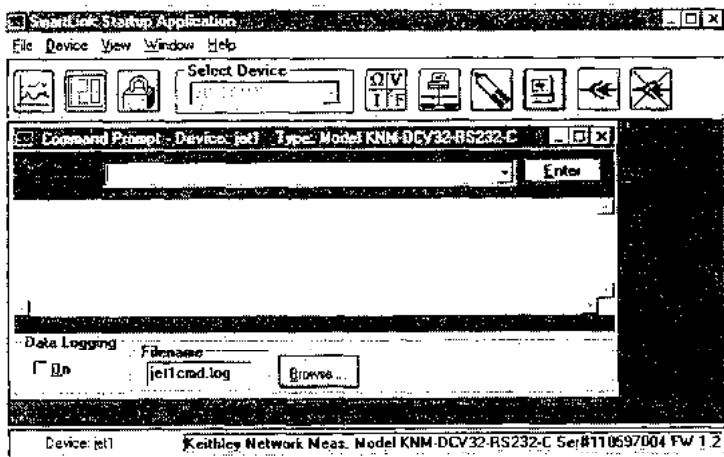 SmartLink Startup Application
File Device View Window Help
Select Device
Ω V
I F
Command Prompt - Device: jet1 Type: Model KNM-DCV32-RS232-C
Enter
Data Logging
On
Filename
jet1cmd.log
Browse...
Device: jet1
Keithley Network Meas. Model KNM-DCV32-RS232-C Ser#110597004 FW 1.2